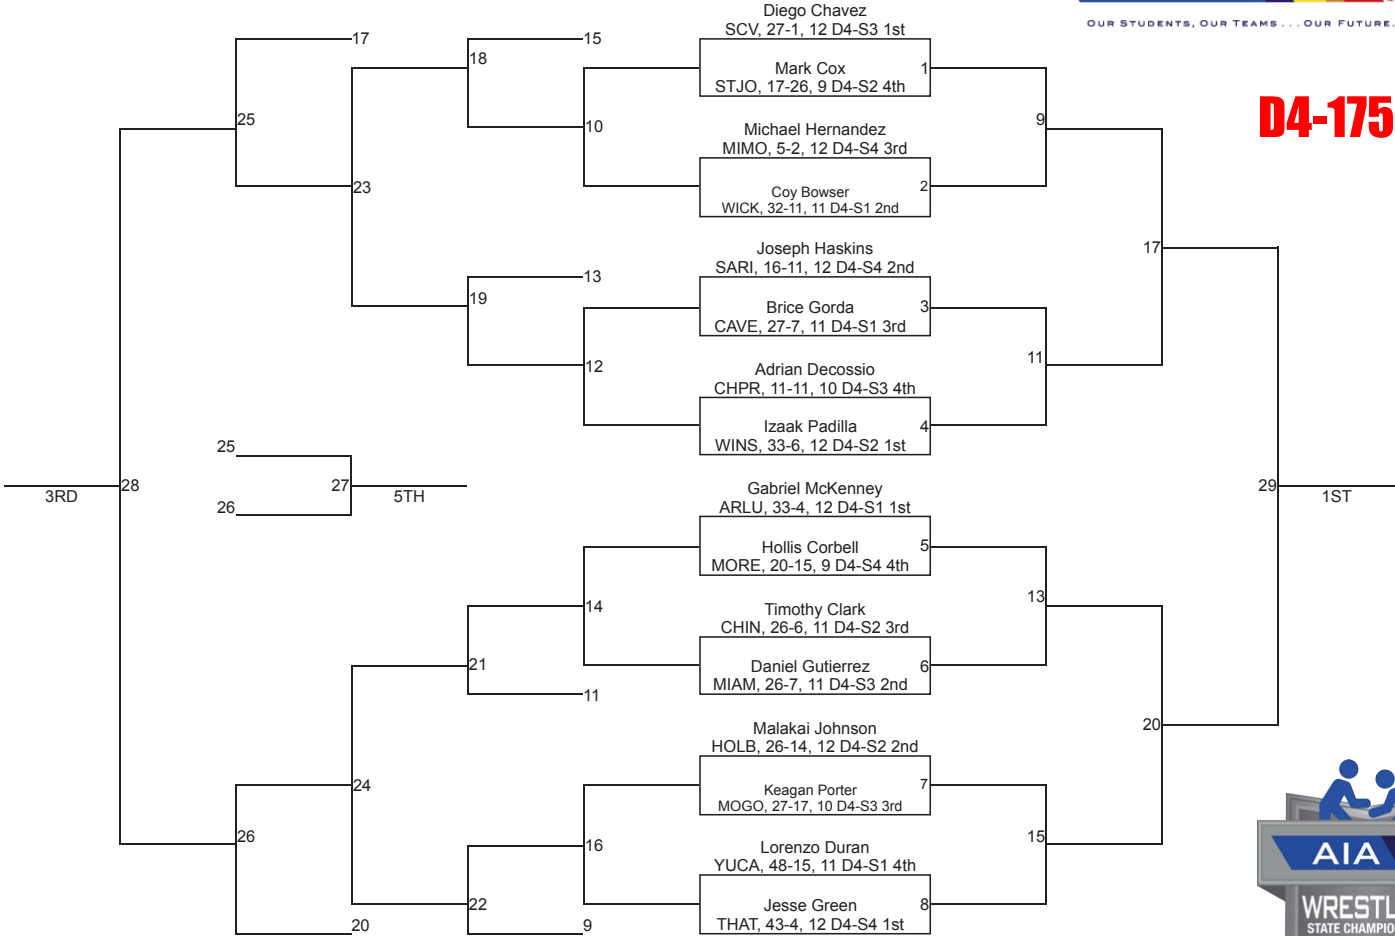 OUR STUDENTS, OUR TEAMS . . . OUR FUTURE.
D4-175
Diego Chavez
SCV, 27-1, 12 D4-S3 1st
Mark Cox
STJO, 17-26, 9 D4-S2 4th
1
Michael Hernandez
MIMO, 5-2, 12 D4-S4 3rd
Coy Bowser
WICK, 32-11, 11 D4-S1 2nd
2
Joseph Haskins
SARI, 16-11, 12 D4-S4 2nd
Brice Gorda
CAVE, 27-7, 11 D4-S1 3rd
3
Adrian Decossio
CHPR, 11-11, 10 D4-S3 4th
Izaak Padilla
WINS, 33-6, 12 D4-S2 1st
4
Gabriel McKenney
ARLU, 33-4, 12 D4-S1 1st
Hollis Corbell
MORE, 20-15, 9 D4-S4 4th
5
Timothy Clark
CHIN, 26-6, 11 D4-S2 3rd
Daniel Gutierrez
MIAM, 26-7, 11 D4-S3 2nd
6
Malakai Johnson
HOLB, 26-14, 12 D4-S2 2nd
Keagan Porter
MOGO, 27-17, 10 D4-S3 3rd
7
Lorenzo Duran
YUCA, 48-15, 11 D4-S1 4th
Jesse Green
THAT, 43-4, 12 D4-S4 1st
8
9
11
13
15
17
20
29
1ST
15
10
18
13
12
19
17
23
25
14
11
21
16
9
22
24
20
26
28
3RD
25
26
27
5TH
AIA
WRESTL
STATE CHAMPIO